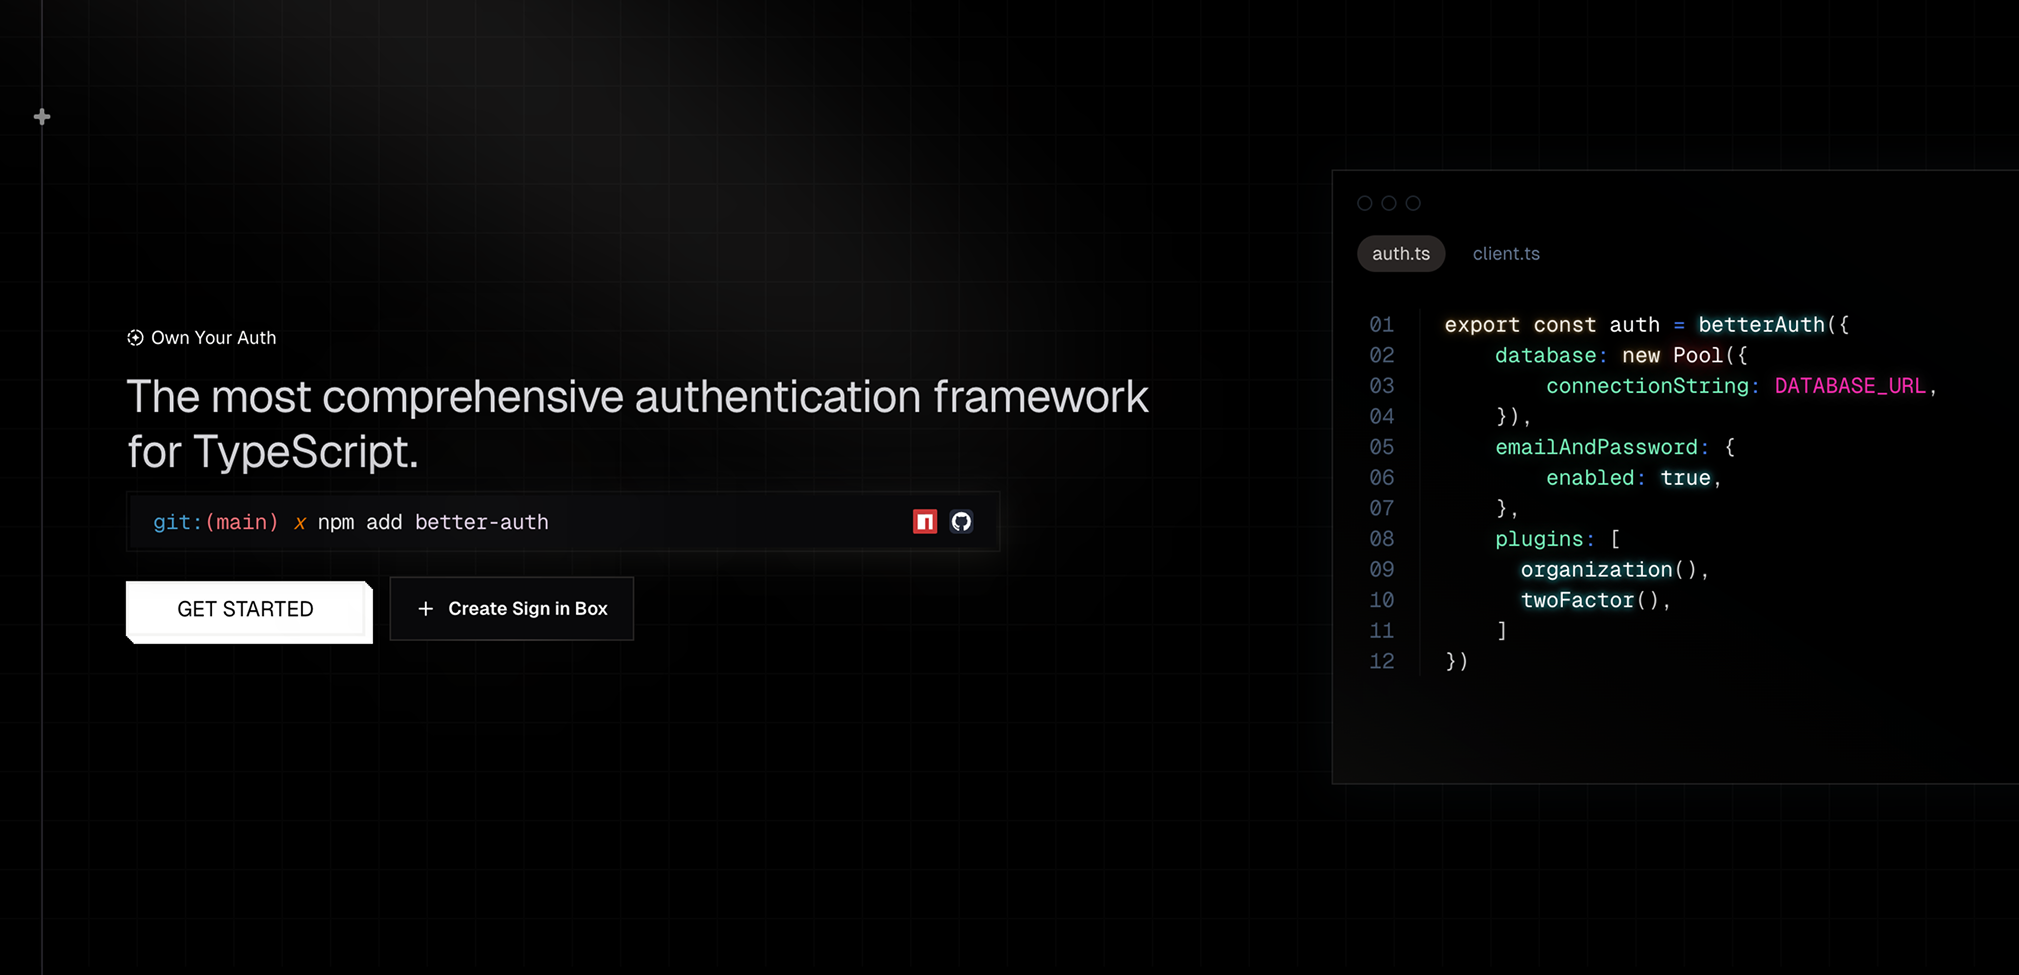 Own Your Auth
The most comprehensive authentication framework
for TypeScript.
git:(main) x npm add better-auth
GET STARTED
+ Create Sign in Box
auth.ts client.ts
01 export const auth = betterAuth({
02     database: new Pool({
03         connectionString: DATABASE_URL,
04     }),
05     emailAndPassword: {
06         enabled: true,
07     },
08     plugins: [
09       organization(),
10       twoFactor(),
11     ]
12 })